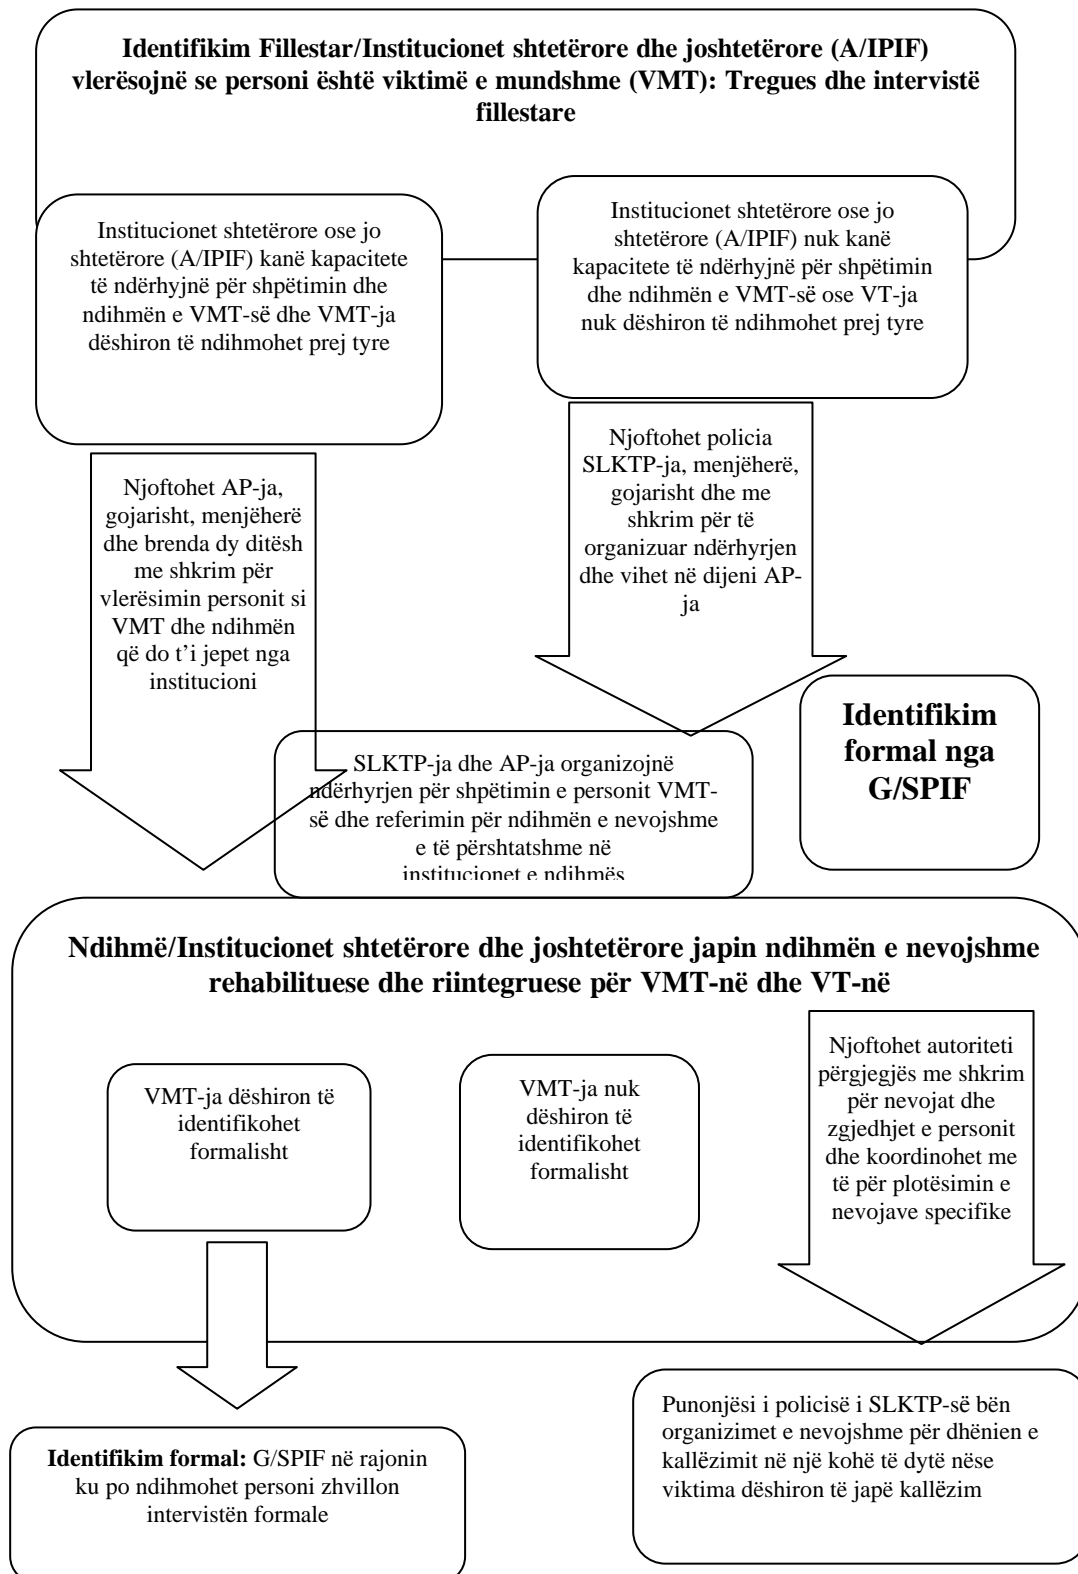 Identifikim Fillestar/Institucionet shtetërore dhe joshtetërore (A/IPIF)
vlerësojnë se personi është viktimë e mundshme (VMT): Tregues dhe intervistë
fillestare
Institucionet shtetërore ose jo
shtetërore (A/IPIF) kanë kapacitete
të ndërhyjnë për shpëtimin dhe
ndihmën e VMT-së dhe VMT-ja
dëshiron të ndihmohet prej tyre
Institucionet shtetërore ose jo
shtetërore (A/IPIF) nuk kanë
kapacitete të ndërhyjnë për shpëtimin
dhe ndihmën e VMT-së ose VT-ja
nuk dëshiron të ndihmohet prej tyre
Njoftohet AP-ja,
gojarisht, menjëherë
dhe brenda dy ditësh
me shkrim për
vlerësimin personit si
VMT dhe ndihmën
që do t'i jepet nga
institucioni
Njoftohet policia
SLKTP-ja, menjëherë,
gojarisht dhe me
shkrim për të
organizuar ndërhyrjen
dhe vihet në dijeni AP-
ja
Identifikim
formal nga
G/SPIF
SLKTP-ja dhe AP-ja organizojnë
ndërhyrjen për shpëtimin e personit VMT-
së dhe referimin për ndihmën e nevojshme
e të përshtatshme në
institucionet e ndihmës
Ndihmë/Institucionet shtetërore dhe joshtetërore japin ndihmën e nevojshme
rehabilituese dhe riintegruese për VMT-në dhe VT-në
VMT-ja dëshiron të
identifikohet
formalisht
VMT-ja nuk
dëshiron të
identifikohet
formalisht
Njoftohet autoriteti
përgjegjës me shkrim
për nevojat dhe
zgjedhjet e personit
dhe koordinohet me
të për plotësimin e
nevojave specifike
Identifikim formal: G/SPIF në rajonin
ku po ndihmohet personi zhvillon
intervistën formale
Punonjësi i policisë i SLKTP-së bën
organizimet e nevojshme për dhënien e
kallëzimit në një kohë të dytë nëse
viktima dëshiron të japë kallëzim